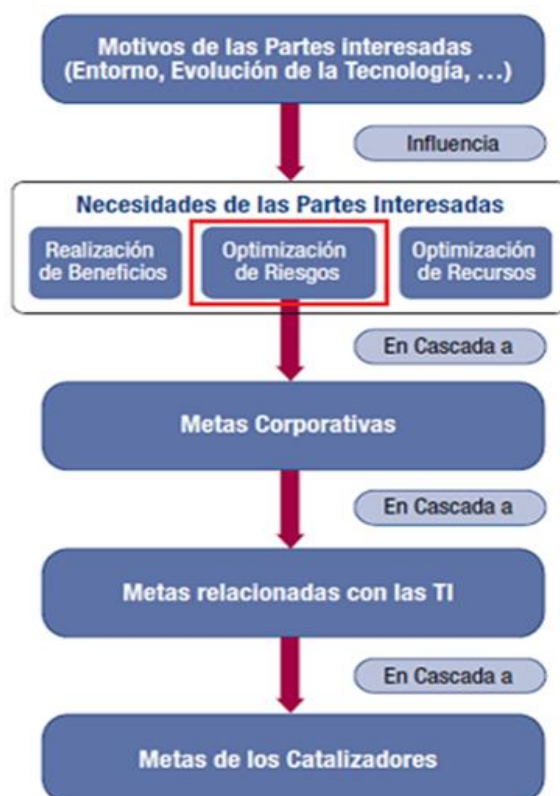 Motivos de las Partes interesadas
(Entorno, Evolución de la Tecnología, ...)
Influencia
Necesidades de las Partes Interesadas
Realización
de Beneficios
Optimización
de Riesgos
Optimización
de Recursos
En Cascada a
Metas Corporativas
En Cascada a
Metas relacionadas con las TI
En Cascada a
Metas de los Catalizadores